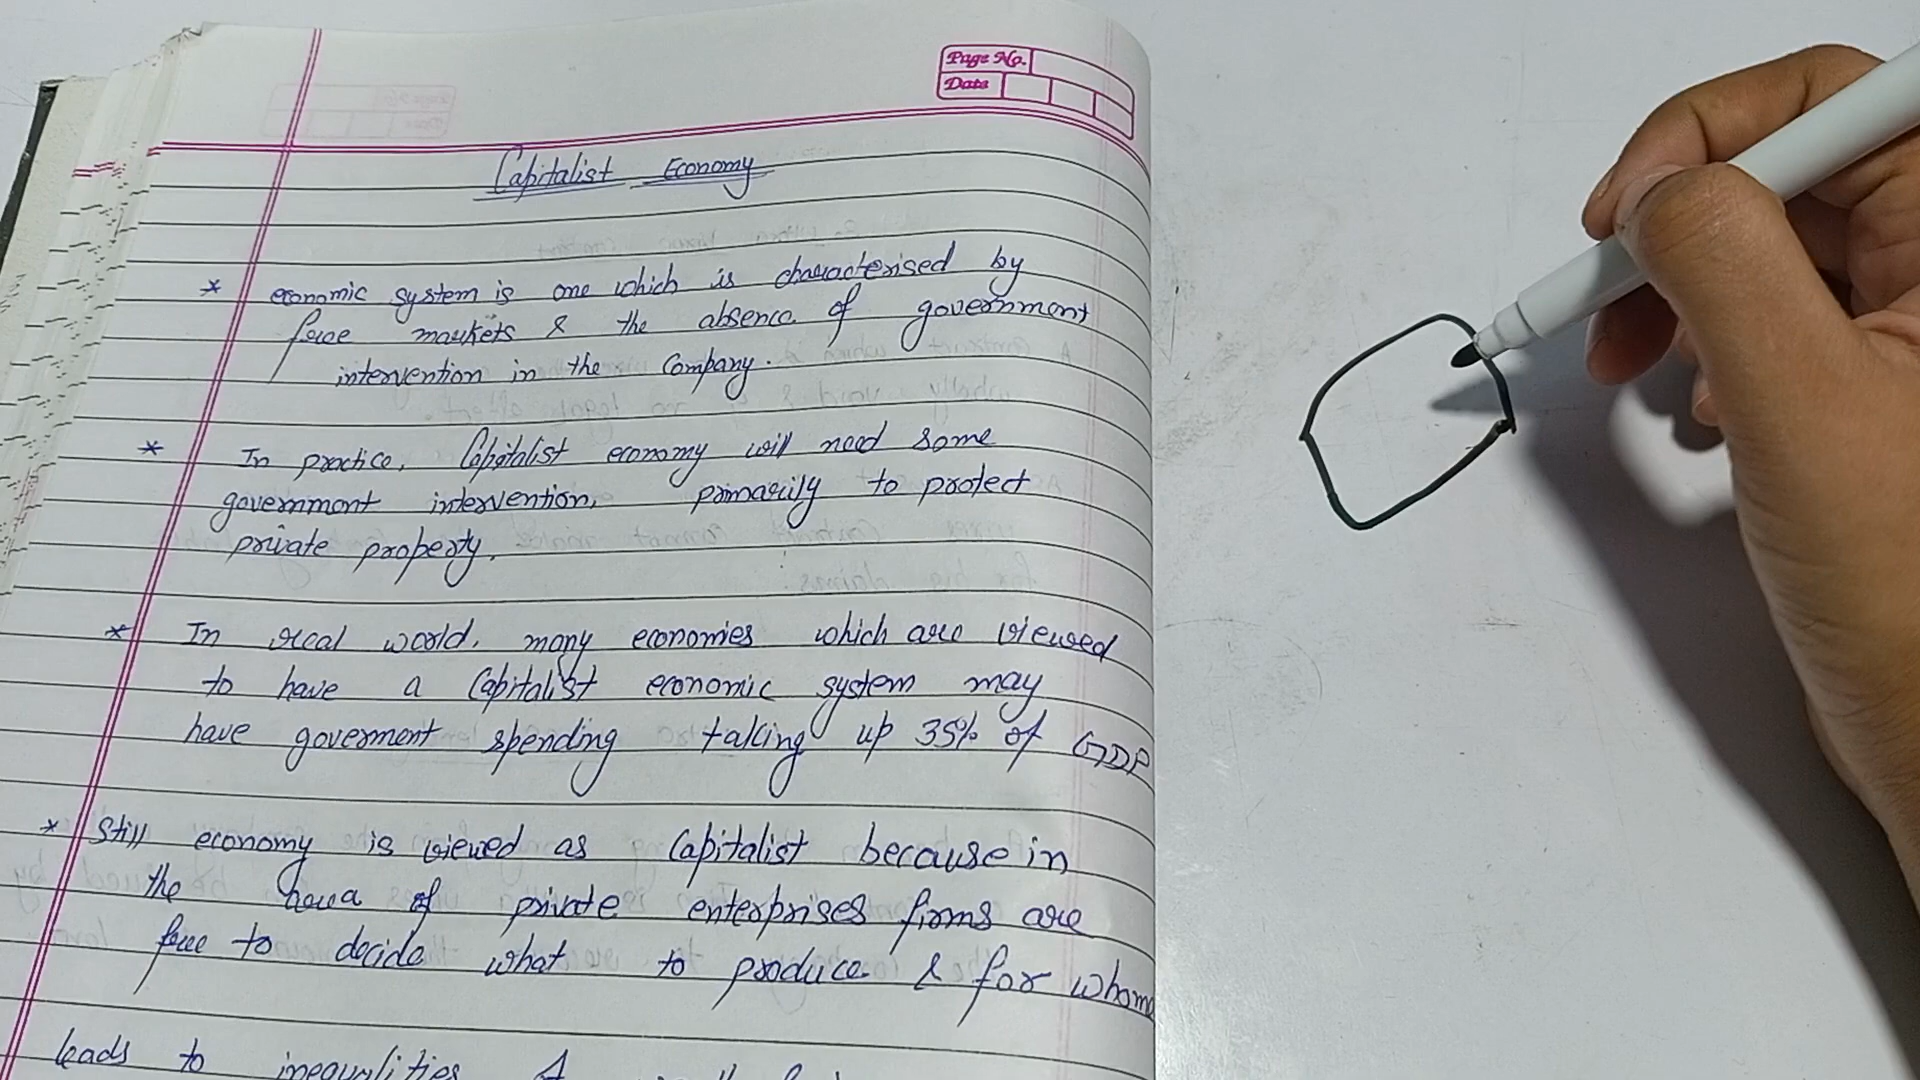 Page No.
Date
Capitalist Economy
* economic system is one which is characterised by
free markets & the absence of government
intervention in the Company.
* In practice, Capitalist economy will need some
government intervention, primarily to protect
private property.
* In real world, many economies which are viewed
to have a Capitalist economic system may
have goverment spending taking up 35% of GDP
* Still economy is viewed as Capitalist because in
the of private enterprises firms are
free to decide what to produce & for whom
leads to inequalities